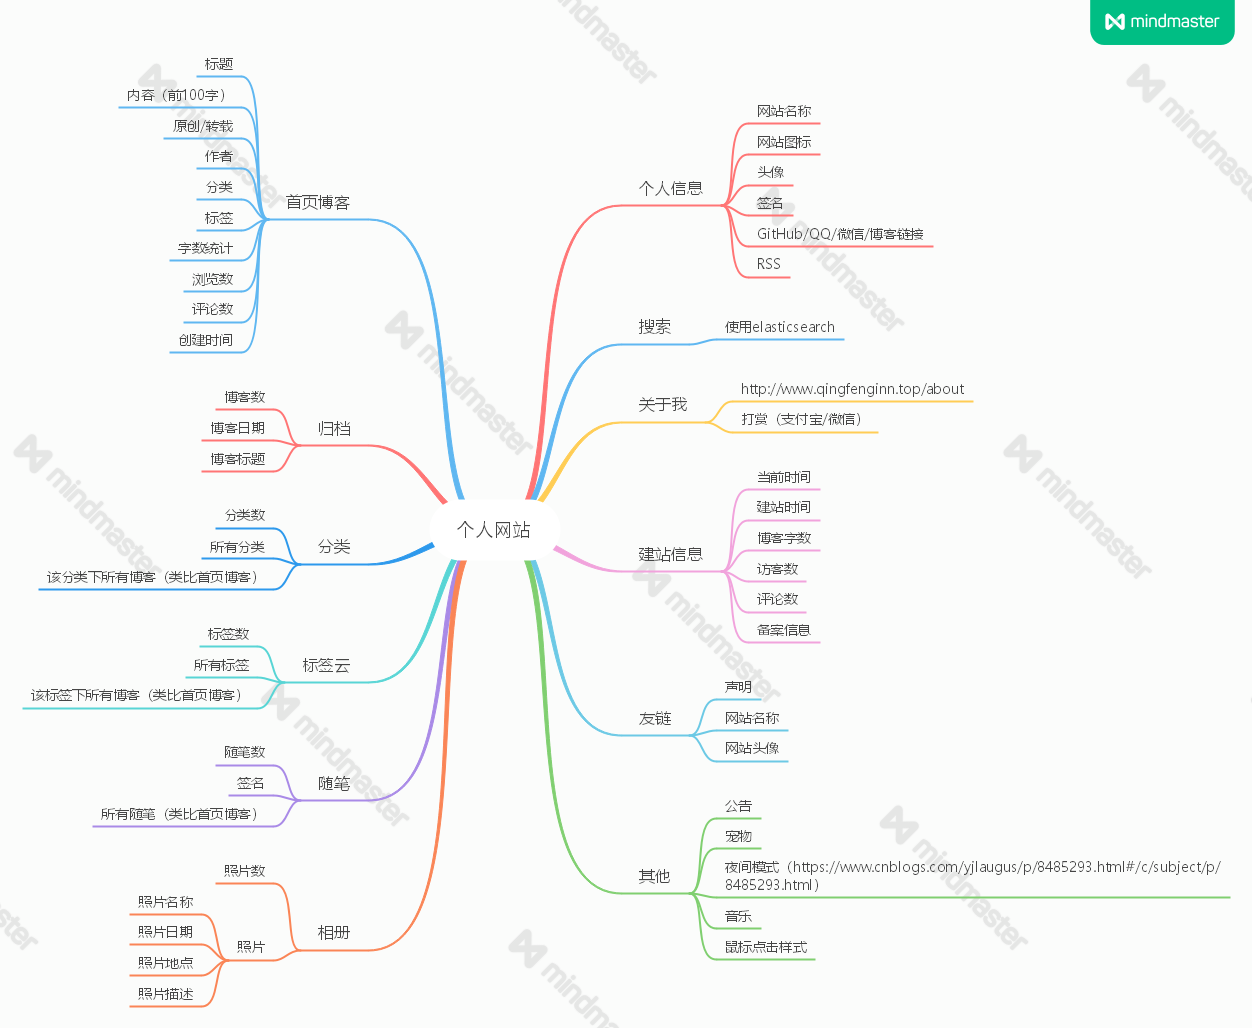 mindmaster
个人网站
个人信息
网站名称
网站图标
头像
签名
GitHub/QQ/微信/博客链接
RSS
搜索
使用elasticsearch
关于我
http://www.qingfenginn.top/about
打赏（支付宝/微信）
建站信息
当前时间
建站时间
博客字数
访客数
评论数
备案信息
友链
声明
网站名称
网站头像
其他
公告
宠物
夜间模式（https://www.cnblogs.com/yjlaugus/p/8485293.html#/c/subject/p/
8485293.html）
音乐
鼠标点击样式
首页博客
标题
内容（前100字）
原创/转载
作者
分类
标签
字数统计
浏览数
评论数
创建时间
归档
博客数
博客日期
博客标题
分类
分类数
所有分类
该分类下所有博客（类比首页博客）
标签云
标签数
所有标签
该标签下所有博客（类比首页博客）
随笔
随笔数
签名
所有随笔（类比首页博客）
相册
照片数
照片
照片名称
照片日期
照片地点
照片描述
mindmaster
mindmaster
mindmaster
mindmaster
mindmaster
mindmaster
mindmaster
mindmaster
mindmaster
mindmaster
mindmaster